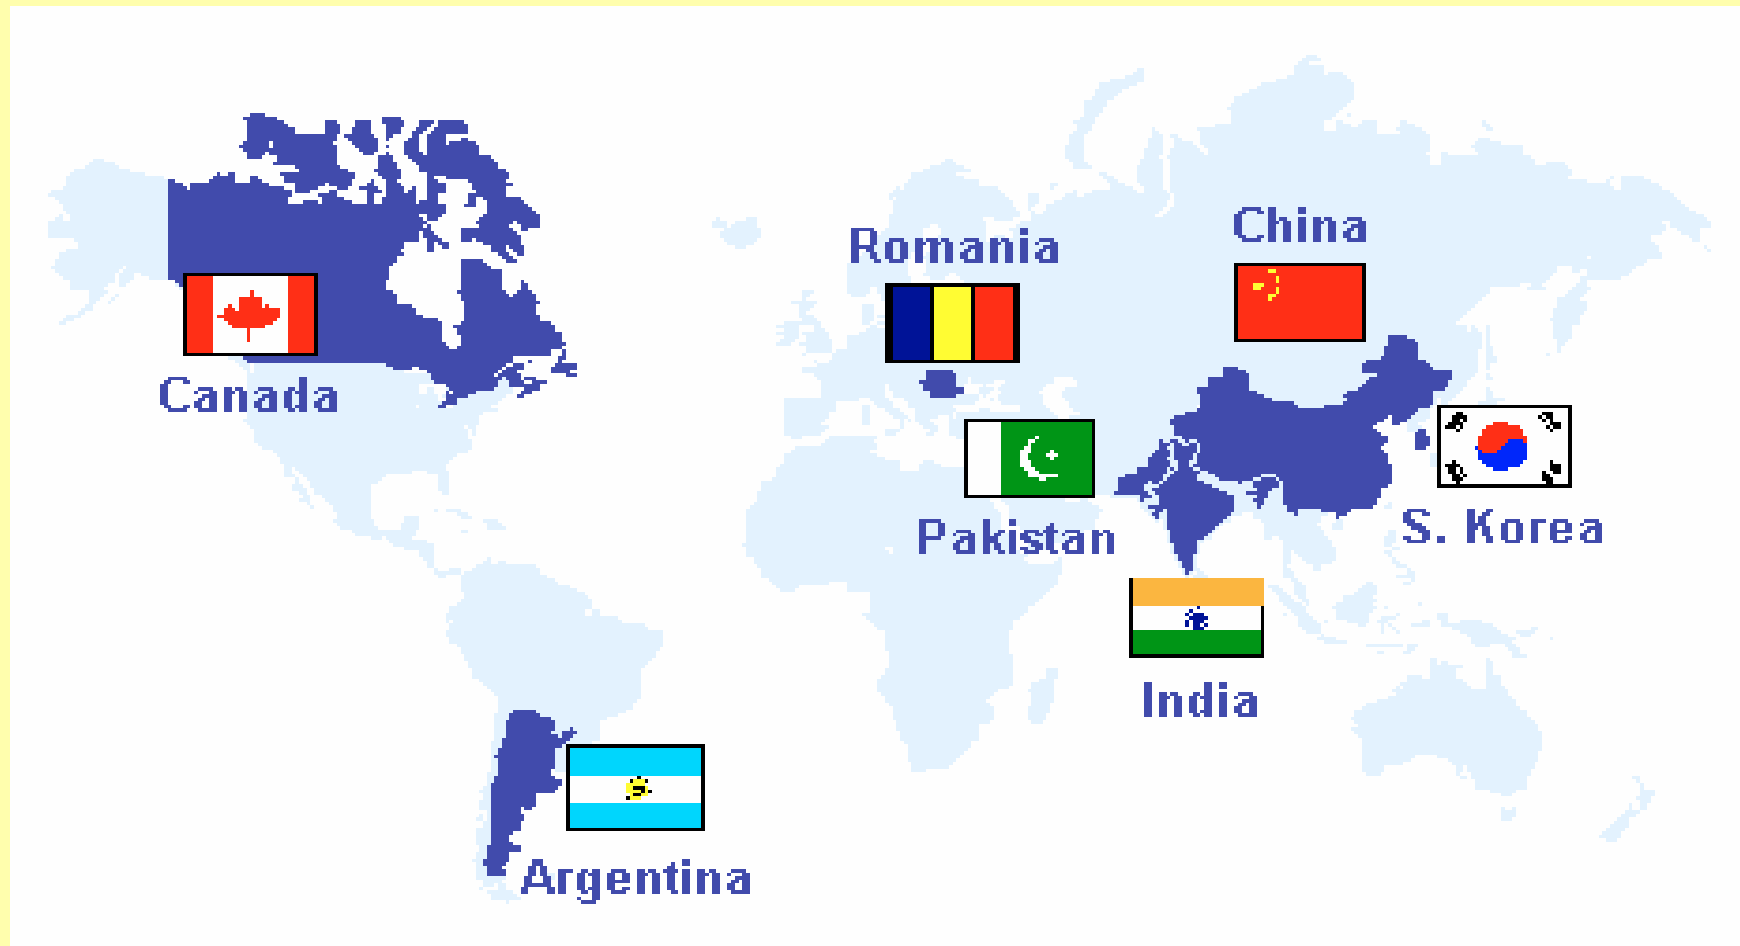 China
Romania
Canada
S. Korea
Pakistan
India
Argentina